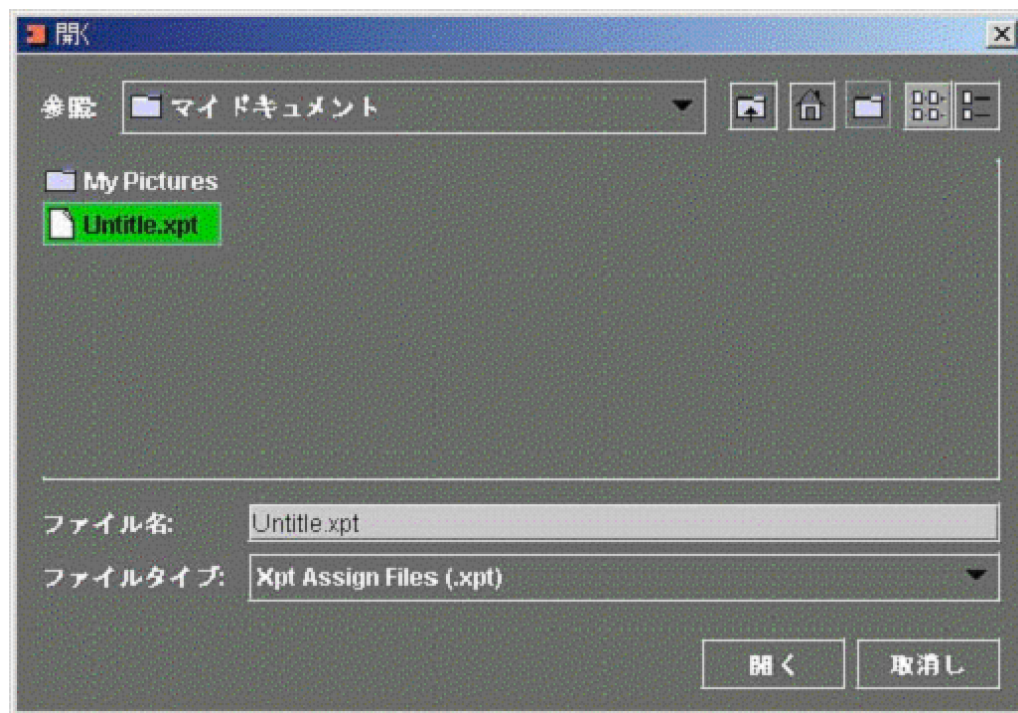 開く
参照: マイ ドキュメント
My Pictures
Untitle.xpt
ファイル名: Untitle.xpt
ファイルタイプ: Xpt Assign Files (.xpt)
開く 取消し